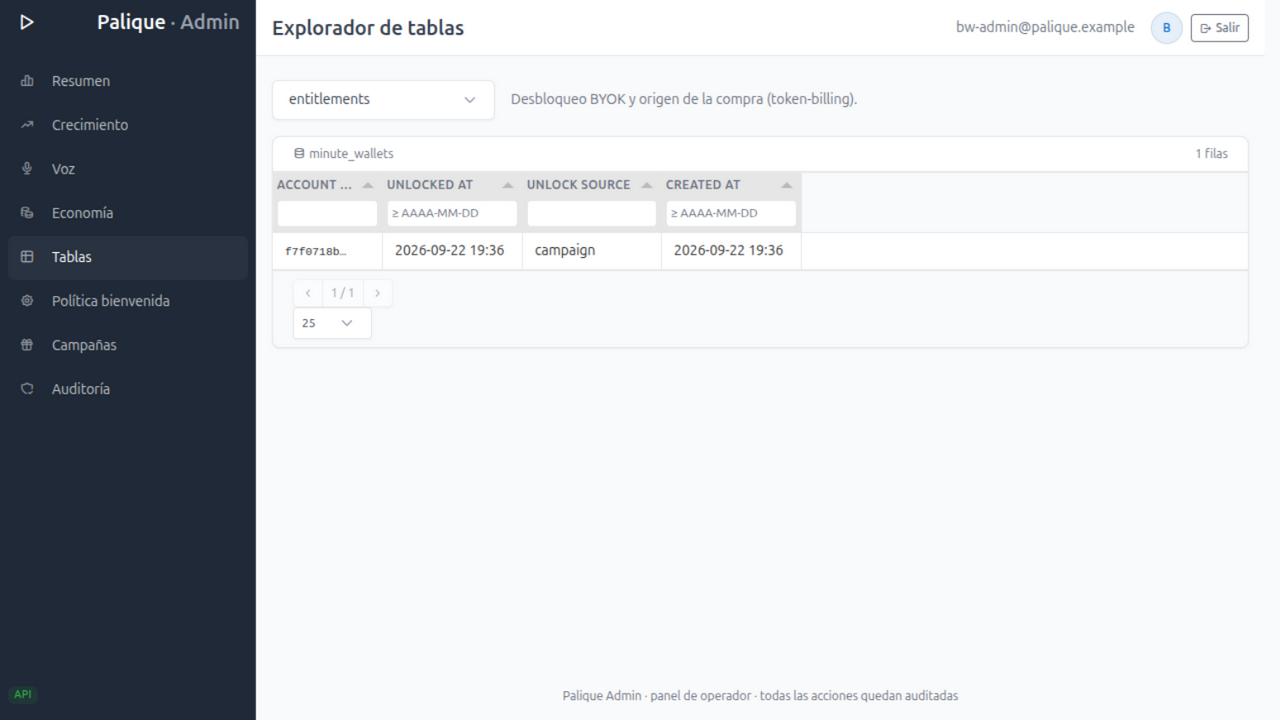 Palique · Admin
Explorador de tablas
bw-admin@palique.example
B
Salir
Resumen
Crecimiento
Voz
Economía
Tablas
Política bienvenida
Campañas
Auditoría
API
entitlements
Desbloqueo BYOK y origen de la compra (token-billing).
minute_wallets
1 filas
ACCOUNT ... UNLOCKED AT UNLOCK SOURCE CREATED AT
≥ AAAA-MM-DD ≥ AAAA-MM-DD
f7f0718b… 2026-09-22 19:36 campaign 2026-09-22 19:36
1 / 1
25
Palique Admin · panel de operador · todas las acciones quedan auditadas